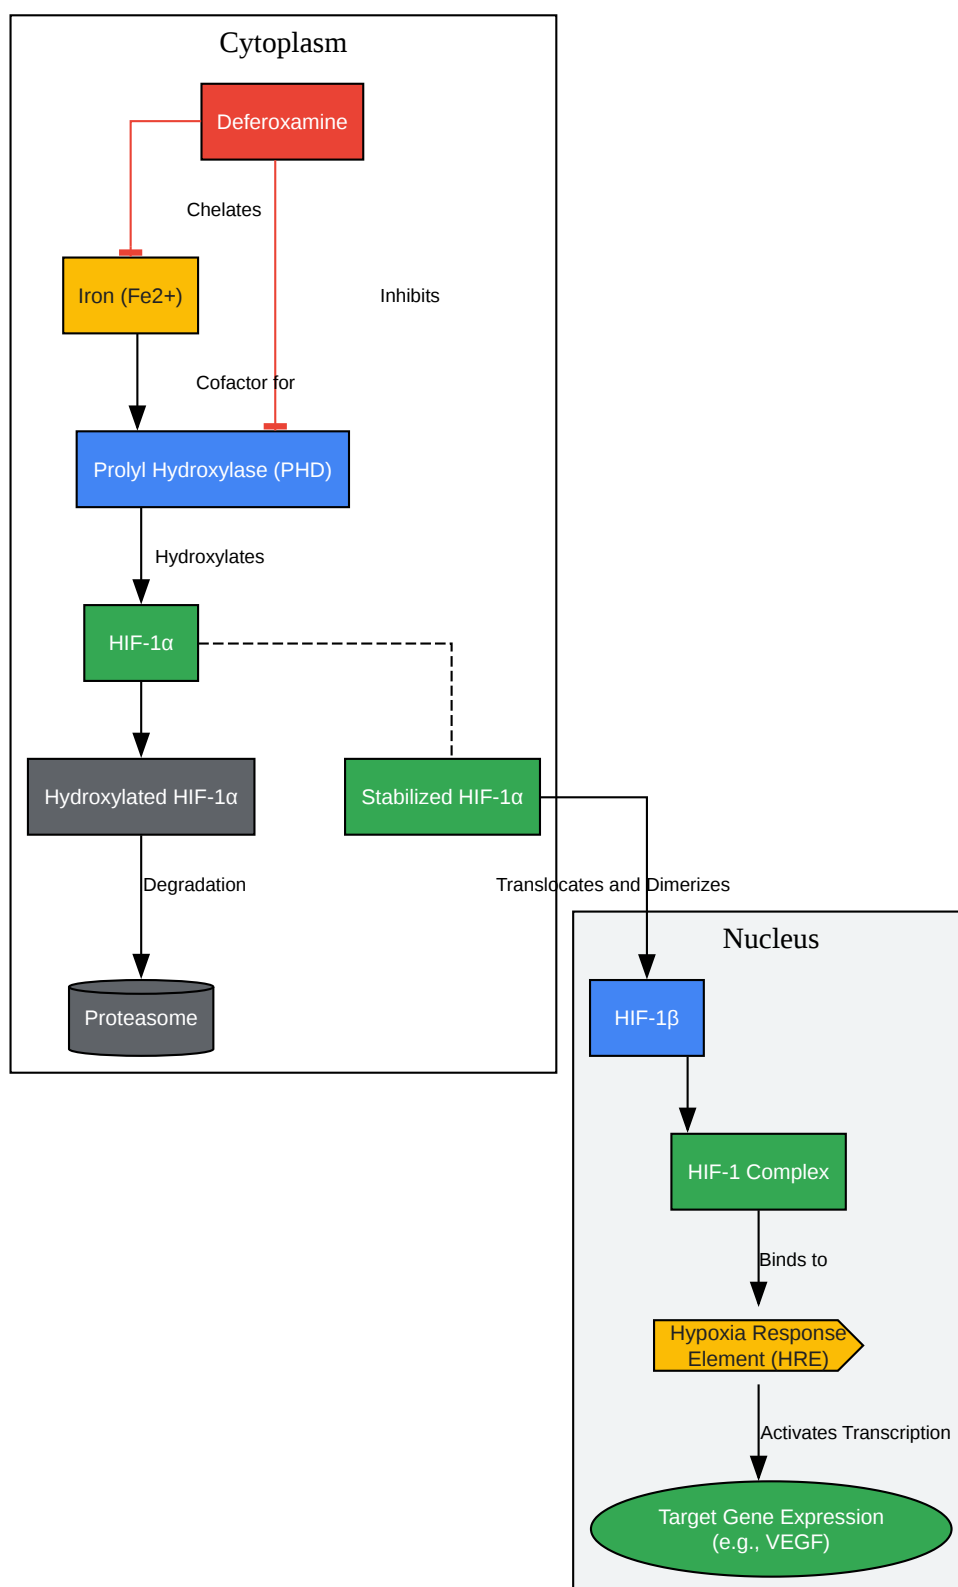 Cytoplasm
Deferoxamine
Chelates
Iron (Fe2+)
Inhibits
Cofactor for
Prolyl Hydroxylase (PHD)
Hydroxylates
HIF-1α
Hydroxylated HIF-1α
Stabilized HIF-1α
Degradation
Translocates and Dimerizes
Nucleus
Proteasome
HIF-1β
HIF-1 Complex
Binds to
Hypoxia Response
Element (HRE)
Activates Transcription
Target Gene Expression
(e.g., VEGF)